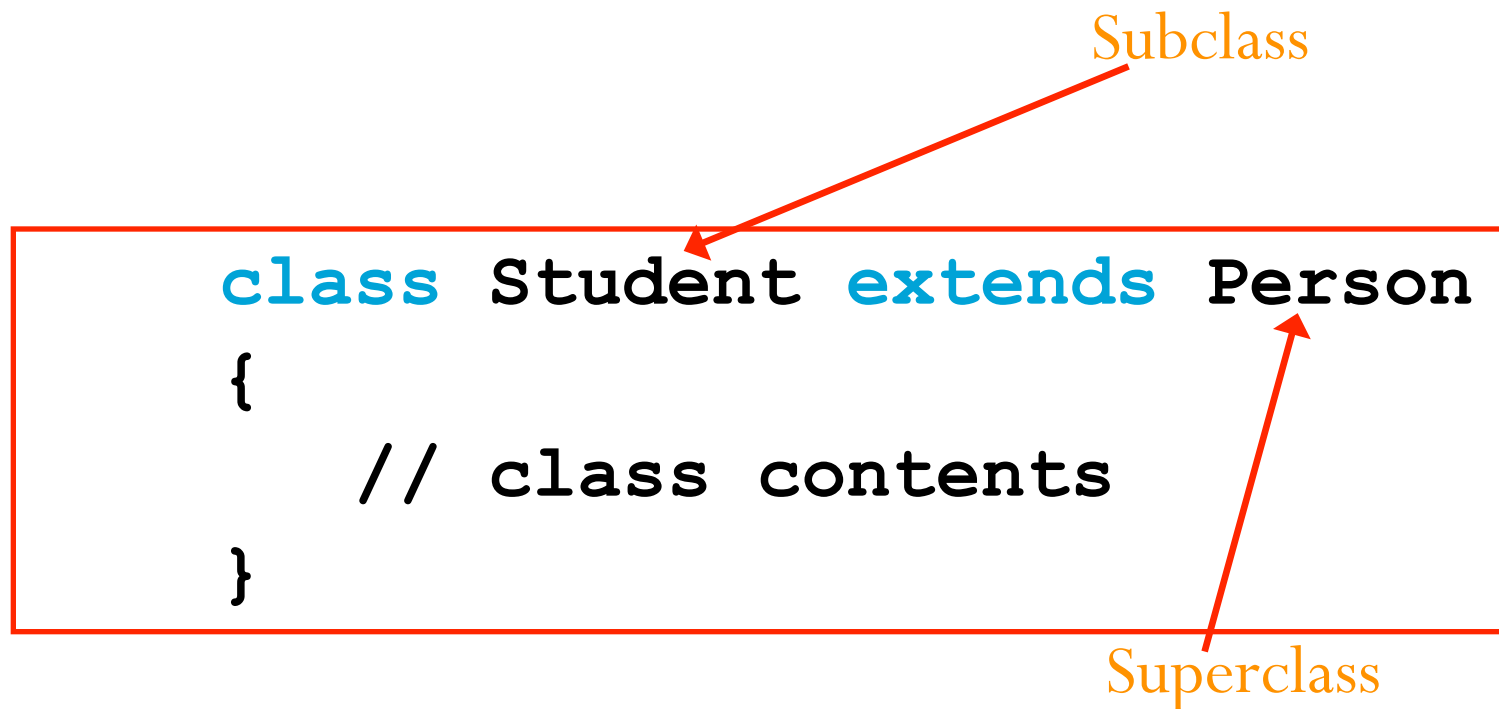 Subclass
class Student extends Person
{
// class contents
}
Superclass